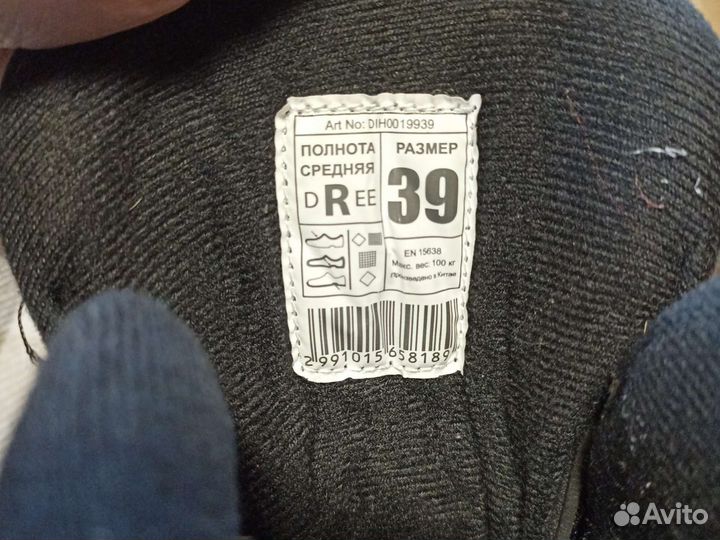 Art No: DIH0019939
ПОЛНОТА
СРЕДНЯЯ
D R EE
РАЗМЕР
39
EN 15638
Макс. вес: 100 кг
произведено в Китае
2991015658189
Avito